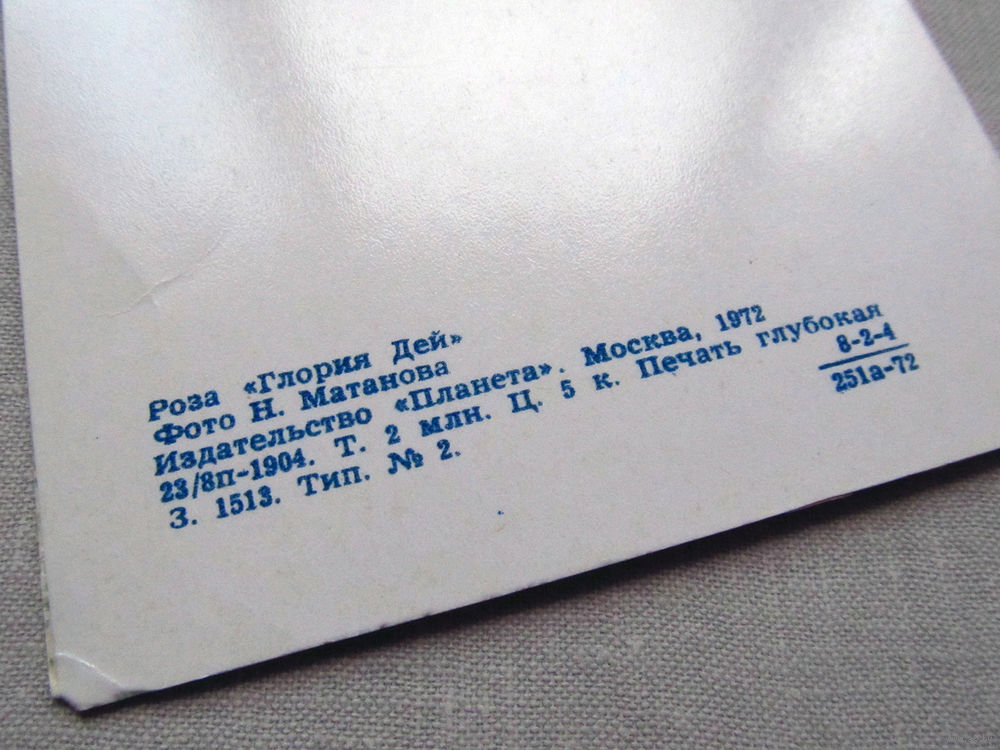 Роза «Глория Дей»
Фото Н. Матанова
Издательство «Планета». Москва, 1972
23/8п-1904. Т. 2 млн. Ц. 5 к. Печать глубокая
З. 1513. Тип. № 2.
8-2-4
251а-72